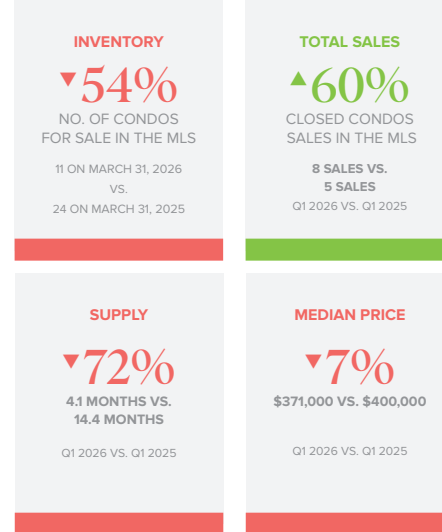 INVENTORY
▼54%
NO. OF CONDOS
FOR SALE IN THE MLS
11 ON MARCH 31, 2026
VS.
24 ON MARCH 31, 2025
TOTAL SALES
▲60%
CLOSED CONDOS
SALES IN THE MLS
8 SALES VS.
5 SALES
Q1 2026 VS. Q1 2025
SUPPLY
▼72%
4.1 MONTHS VS.
14.4 MONTHS
Q1 2026 VS. Q1 2025
MEDIAN PRICE
▼7%
$371,000 VS. $400,000
Q1 2026 VS. Q1 2025